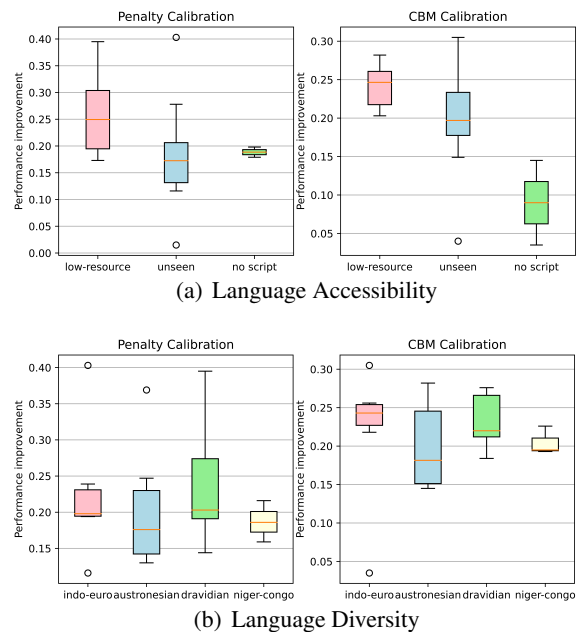 Penalty Calibration
CBM Calibration
Performance improvement
0.40
0.35
0.30
0.25
0.20
0.15
0.10
0.05
0.00
low-resource unseen no script
Performance improvement
0.30
0.25
0.20
0.15
0.10
0.05
low-resource unseen no script
(a) Language Accessibility
Penalty Calibration
CBM Calibration
Performance improvement
0.40
0.35
0.30
0.25
0.20
0.15
indo-euro austronesian dravidian niger-congo
Performance improvement
0.30
0.25
0.20
0.15
0.10
0.05
indo-euro austronesian dravidian niger-congo
(b) Language Diversity